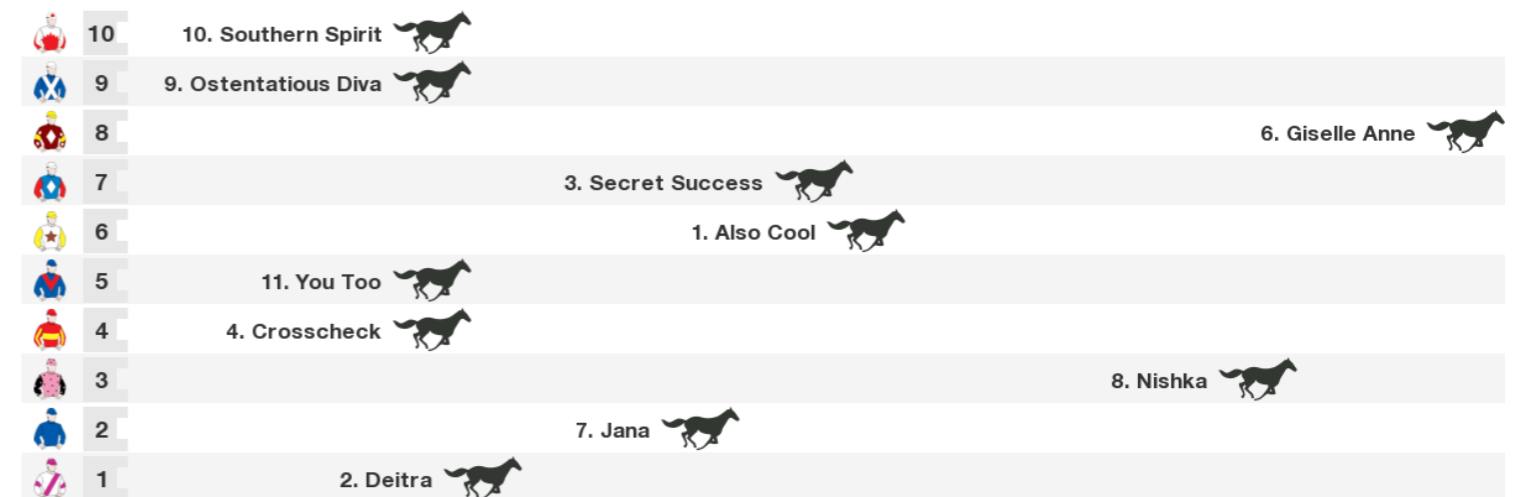 10 10. Southern Spirit
9 9. Ostentatious Diva
8 6. Giselle Anne
7 3. Secret Success
6 1. Also Cool
5 11. You Too
4 4. Crosscheck
3 8. Nishka
2 7. Jana
1 2. Deitra